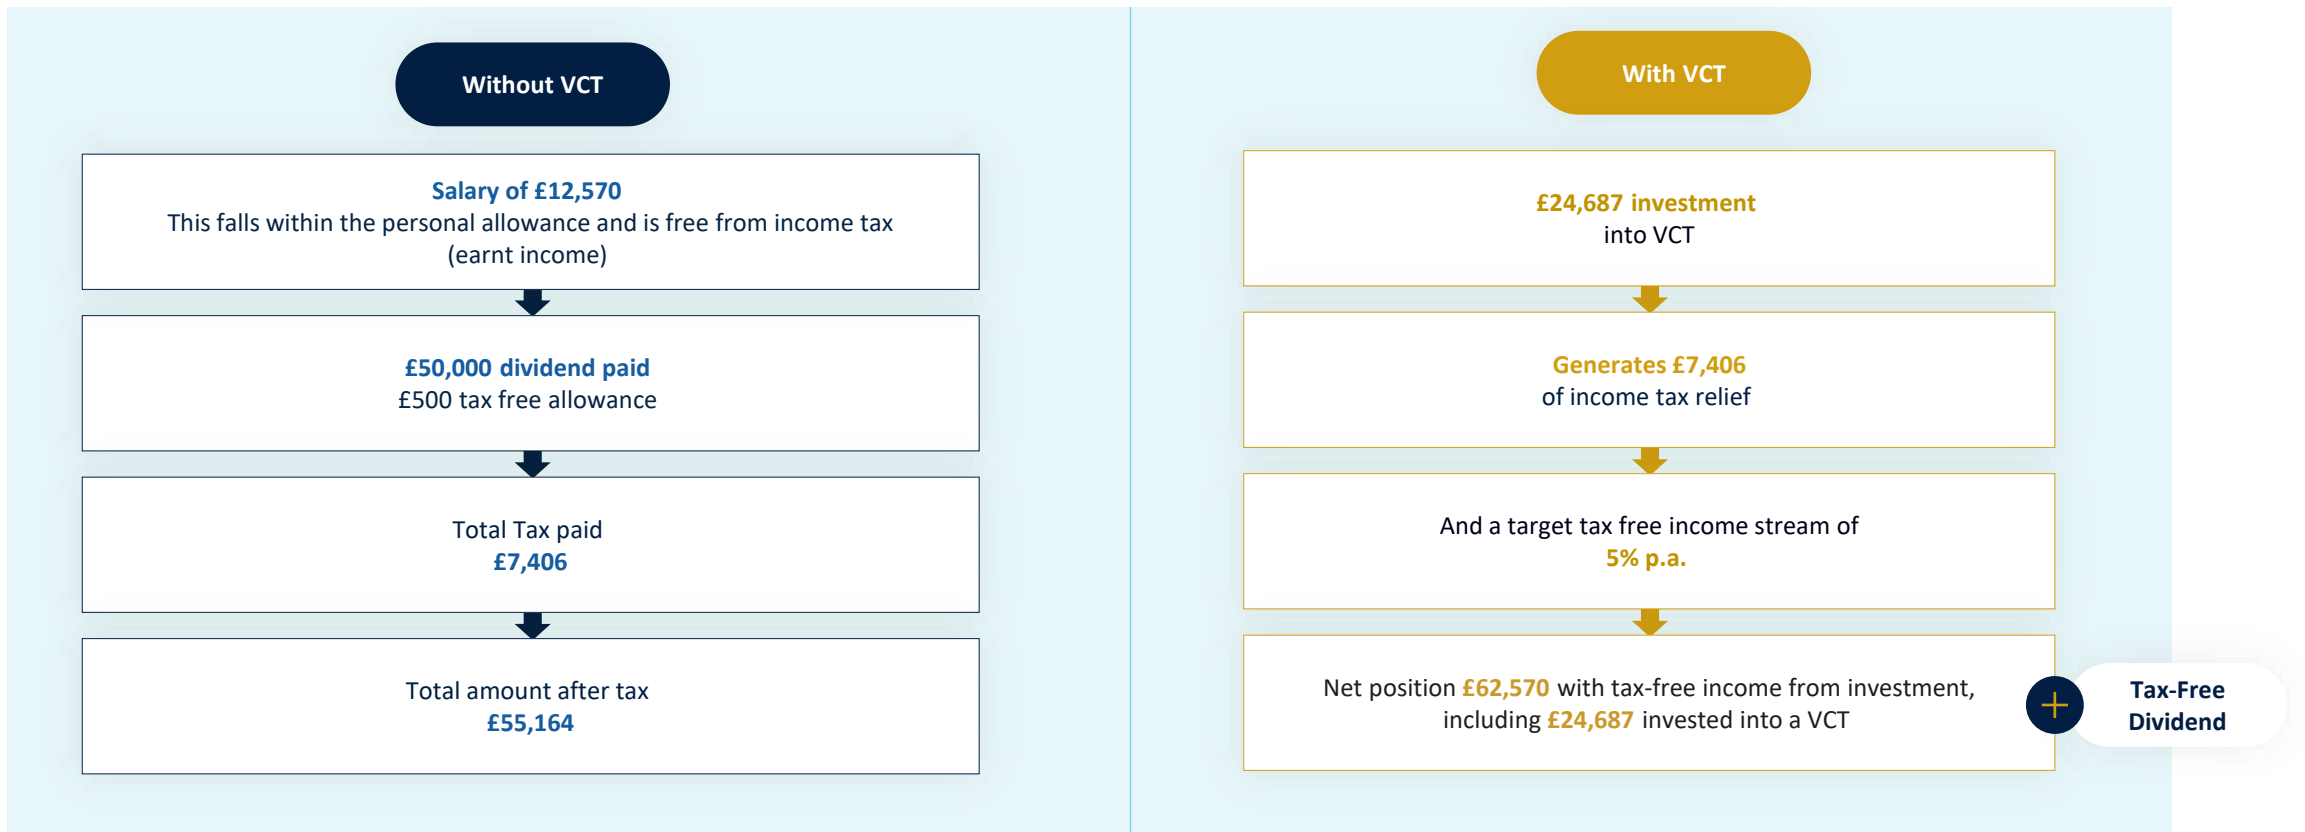 Without VCT
Salary of £12,570
This falls within the personal allowance and is free from income tax
(earnt income)
£50,000 dividend paid
£500 tax free allowance
Total Tax paid
£7,406
Total amount after tax
£55,164
With VCT
£24,687 investment
into VCT
Generates £7,406
of income tax relief
And a target tax free income stream of
5% p.a.
Net position £62,570 with tax-free income from investment,
including £24,687 invested into a VCT
Tax-Free
Dividend